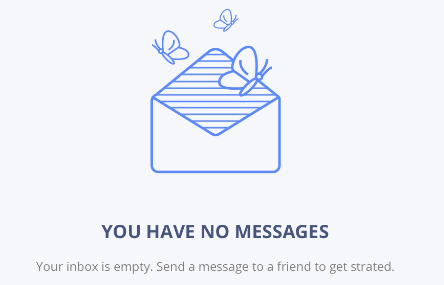 YOU HAVE NO MESSAGES
Your inbox is empty. Send a message to a friend to get strated.